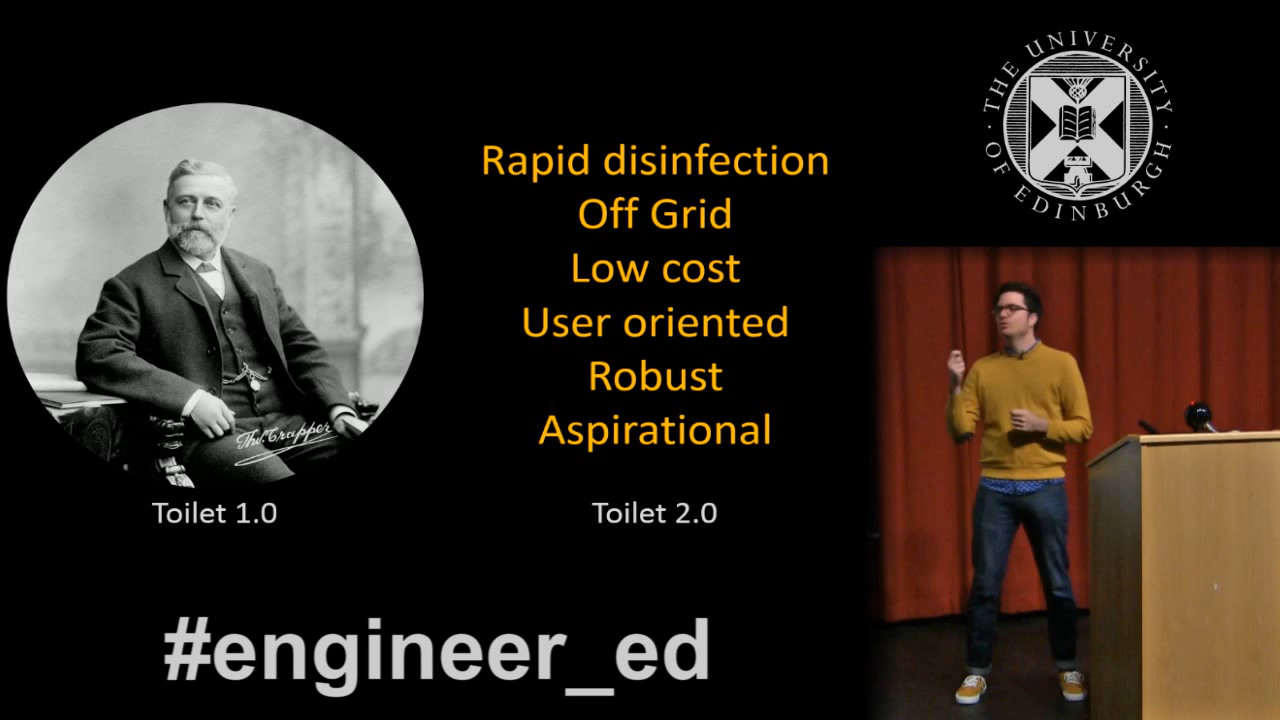 THE UNIVERSITY
OF EDINBURGH
Rapid disinfection
Off Grid
Low cost
User oriented
Robust
Aspirational
Tho. Crapper
Toilet 1.0
Toilet 2.0
#engineer_ed